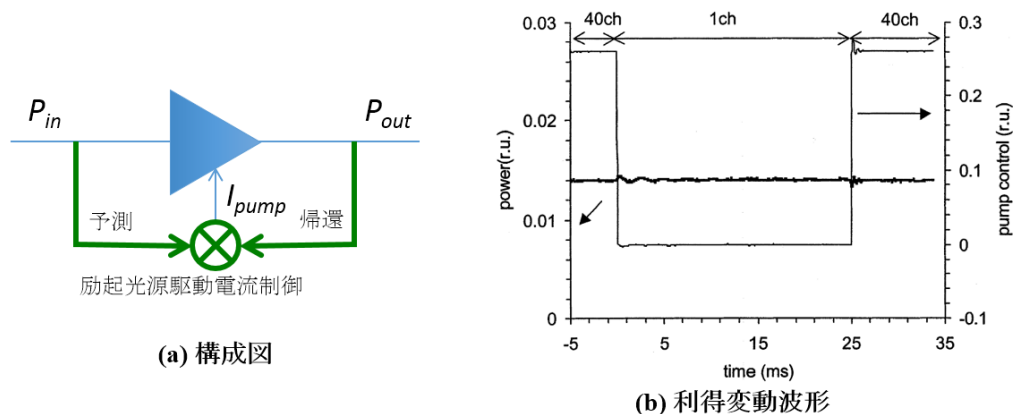 P_in
P_out
I_pump
予測
帰還
励起光源駆動電流制御
(a) 構成図
40ch
1ch
40ch
0.03
0.02
0.01
0
power(r.u.)
0.3
0.2
0.1
0
-0.1
pump control (r.u.)
-5
5
15
25
35
time (ms)
(b) 利得変動波形